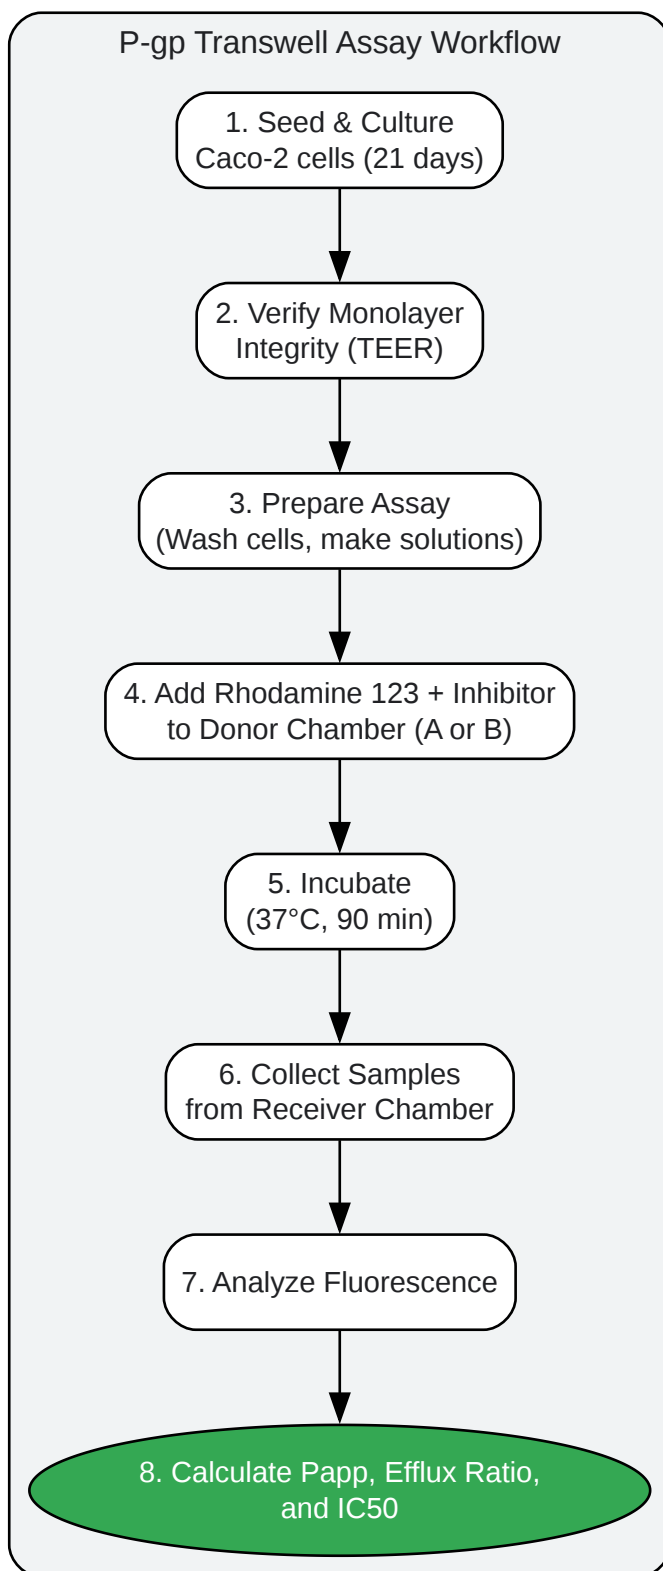 P-gp Transwell Assay Workflow
1. Seed & Culture
Caco-2 cells (21 days)
2. Verify Monolayer
Integrity (TEER)
3. Prepare Assay
(Wash cells, make solutions)
4. Add Rhodamine 123 + Inhibitor
to Donor Chamber (A or B)
5. Incubate
(37°C, 90 min)
6. Collect Samples
from Receiver Chamber
7. Analyze Fluorescence
8. Calculate Papp, Efflux Ratio,
and IC50